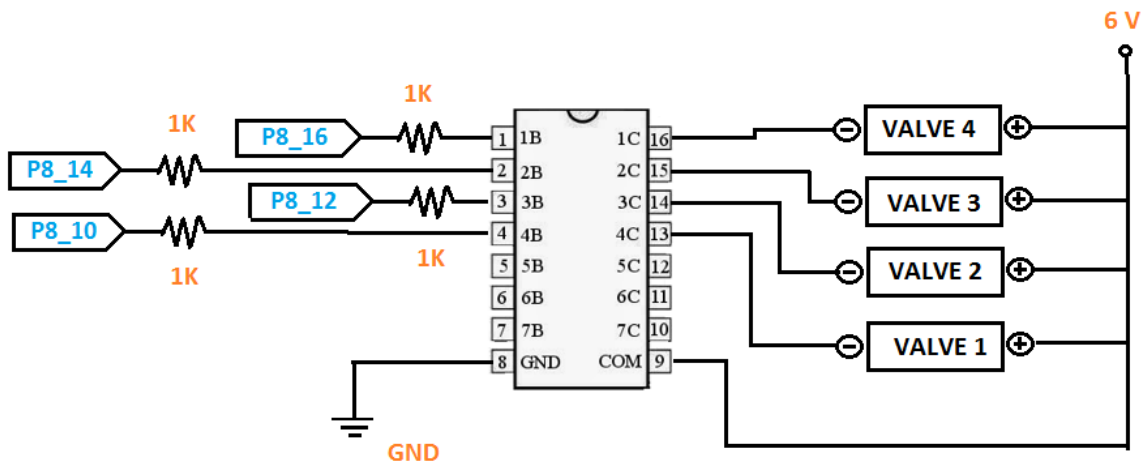 6 V
1K
1K
P8_16
P8_14
P8_12
P8_10
1K
1K
1 1B 1C 16
2 2B 2C 15
3 3B 3C 14
4 4B 4C 13
5 5B 5C 12
6 6B 6C 11
7 7B 7C 10
8 GND COM 9
VALVE 4
VALVE 3
VALVE 2
VALVE 1
GND